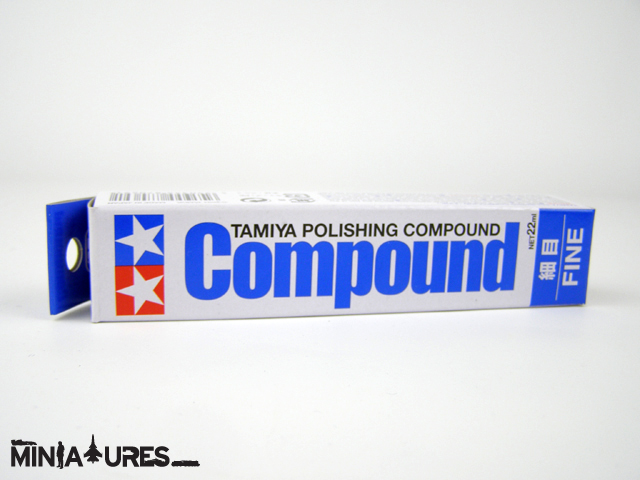 TAMIYA POLISHING COMPOUND
Compound
NET 22ml
細目
FINE
MINIATURES